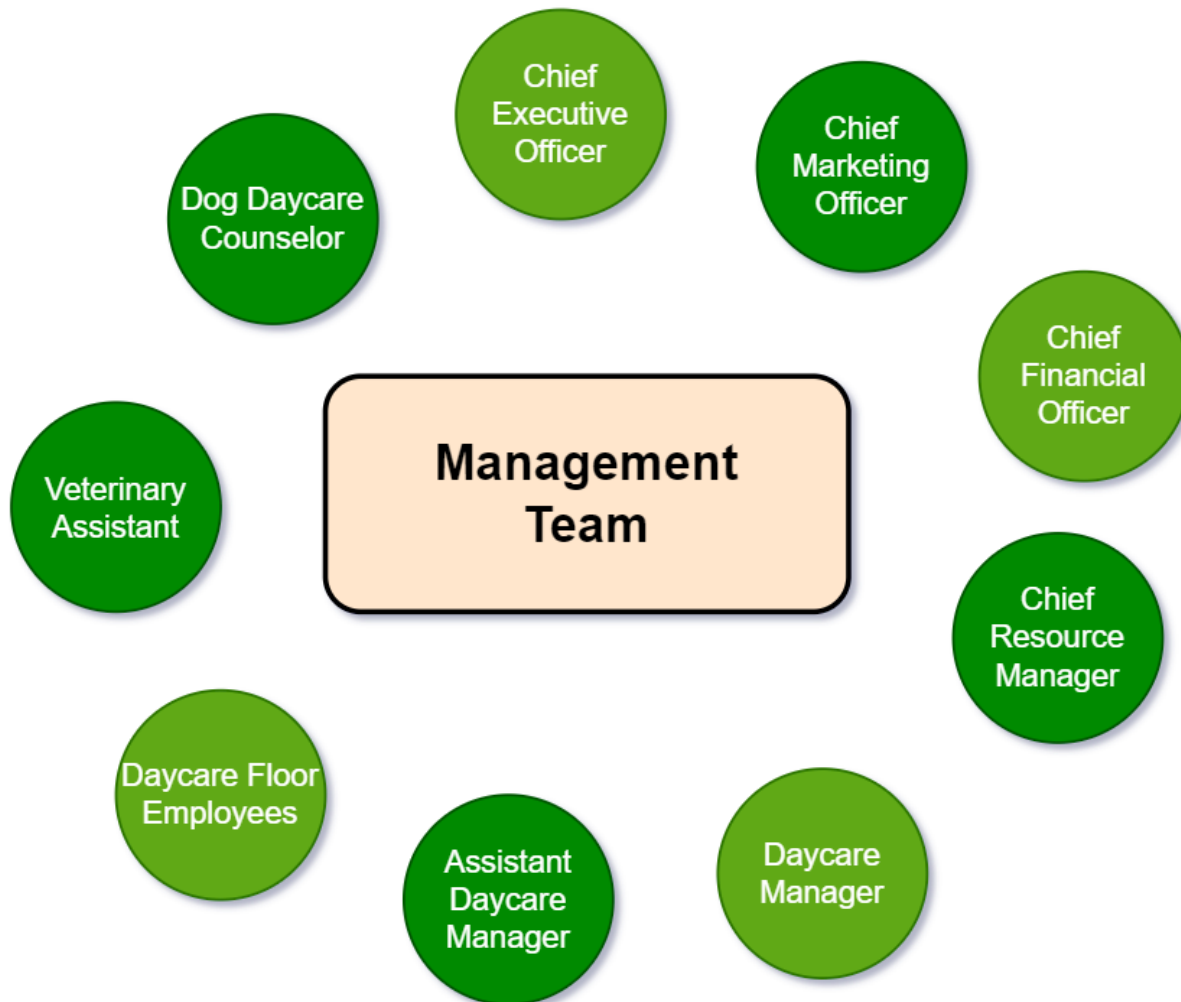 Chief
Executive
Officer
Chief
Marketing
Officer
Dog Daycare
Counselor
Chief
Financial
Officer
Management
Team
Veterinary
Assistant
Chief
Resource
Manager
Daycare Floor
Employees
Assistant
Daycare
Manager
Daycare
Manager